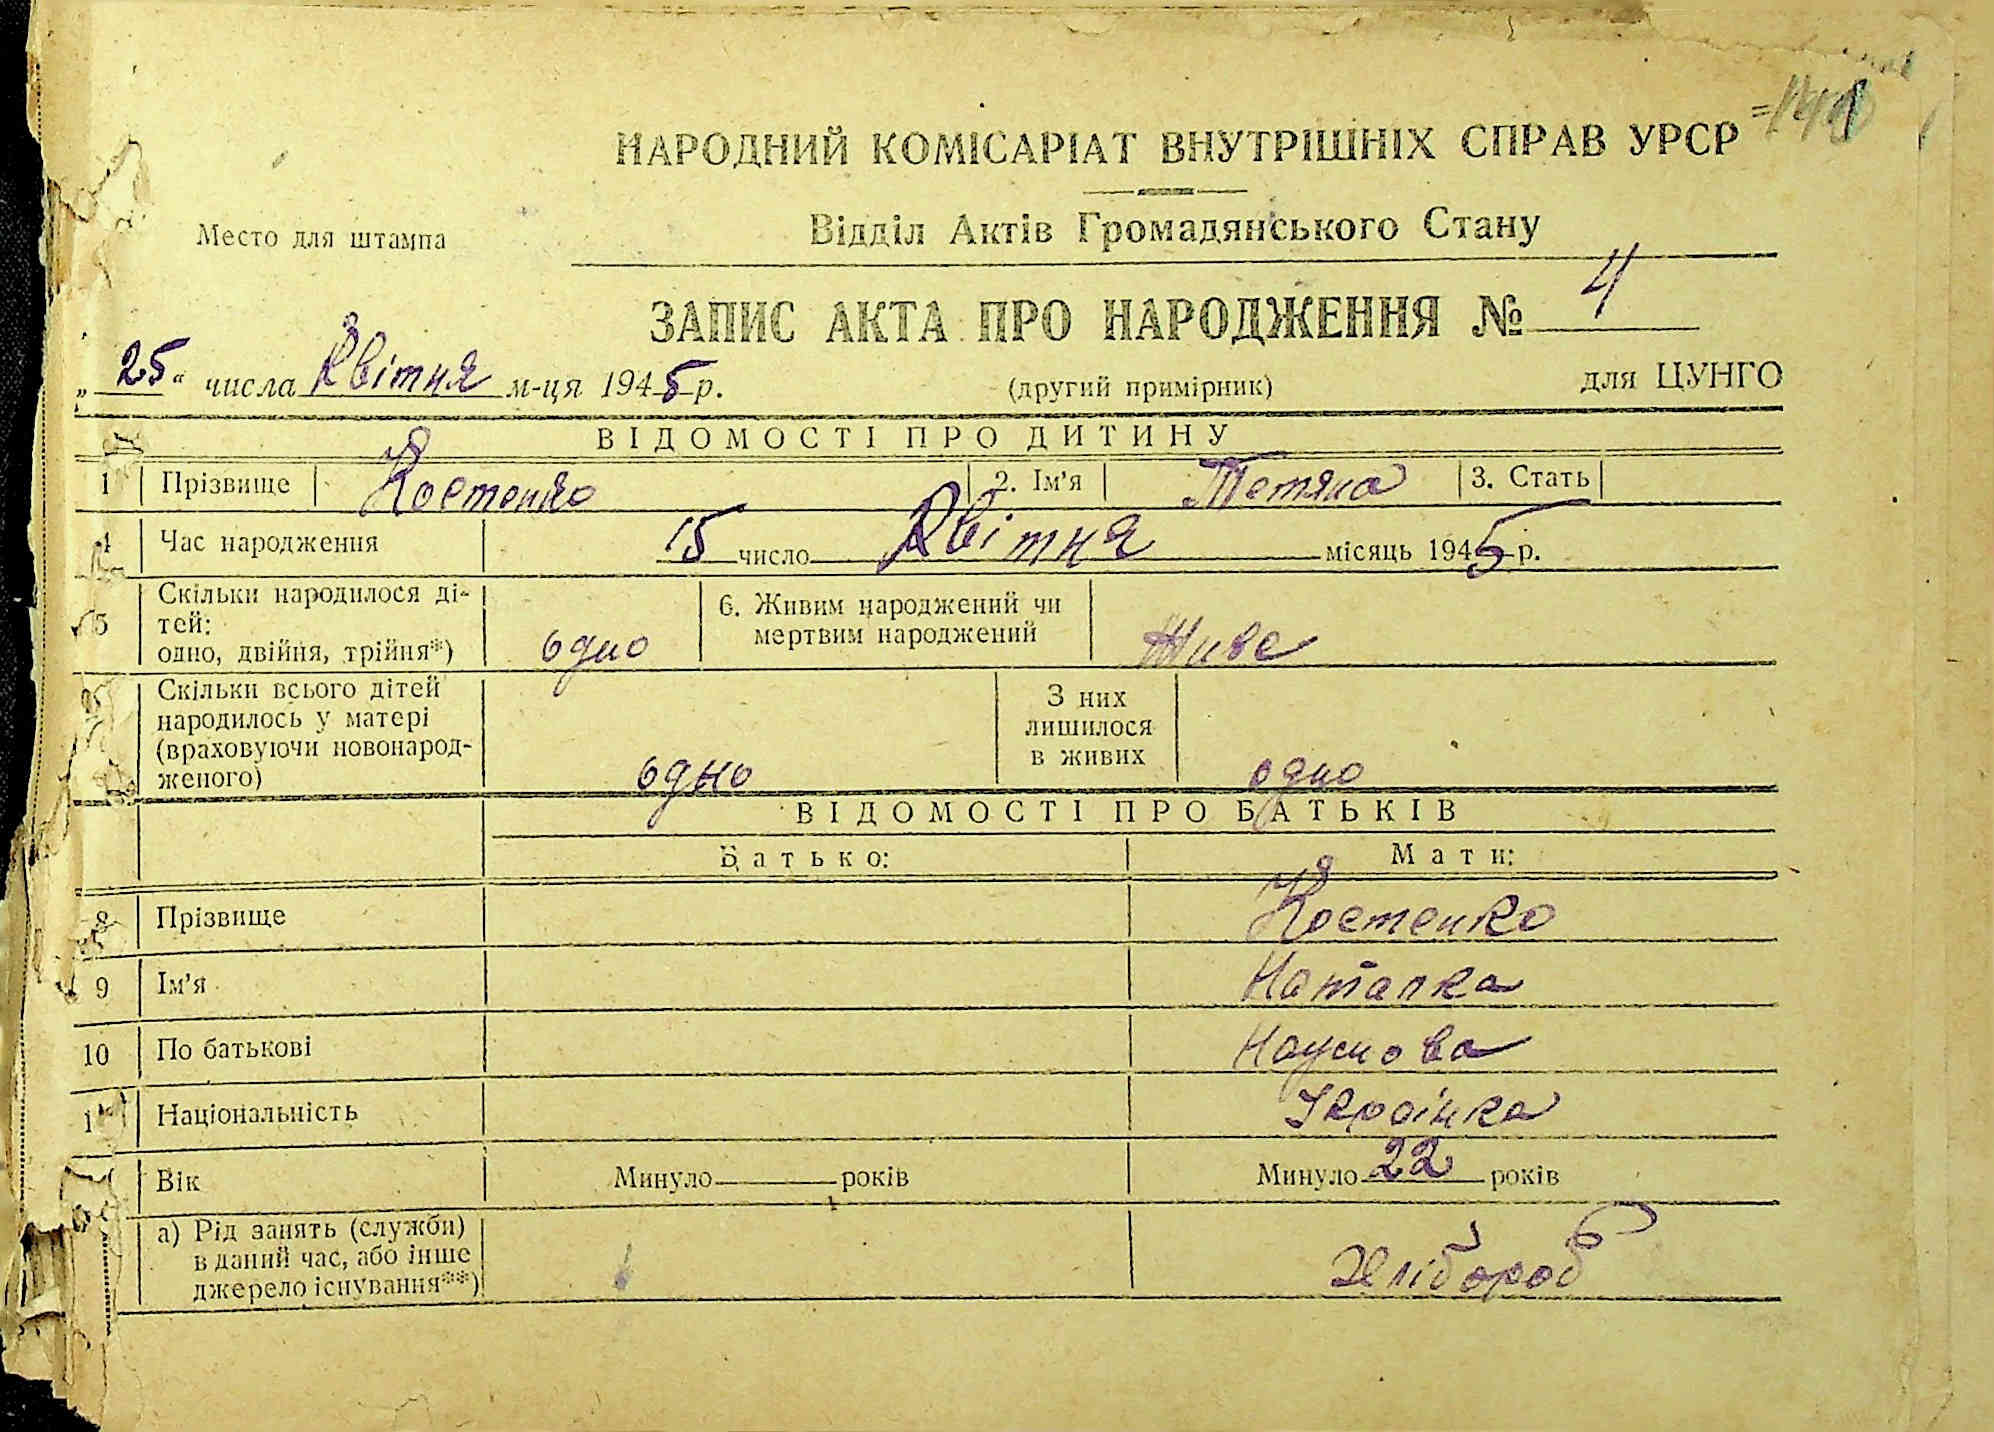 НАРОДНИЙ КОМІСАРІАТ ВНУТРІШНІХ СПРАВ УРСР
Место для штампа
Відділ Актів Громадянського Стану
ЗАПИС АКТА ПРО НАРОДЖЕННЯ № 4
„25“ числа Квітня м-ця 1945 р.
(другий примірник)
для ЦУНГО
ВІДОМОСТІ ПРО ДИТИНУ
1 Прізвище Костенко 2. Ім'я Тетяна 3. Стать
4 Час народження 15 число Квітня місяць 1945 р.
5 Скільки народилося дітей: одно, двійня, трійня*) одно 6. Живим народжений чи мертвим народжений Живе
Скільки всього дітей народилось у матері (враховуючи новонародженого) одно З них лишилося в живих одно
ВІДОМОСТІ ПРО БАТЬКІВ
Батько: Мати:
8 Прізвище Костенко
9 Ім'я Наталка
10 По батькові Наумова
1 Національність Українка
Вік Минуло років Минуло 22 років
а) Рід занять (служби) в даний час, або інше джерело існування**) Хлібороб